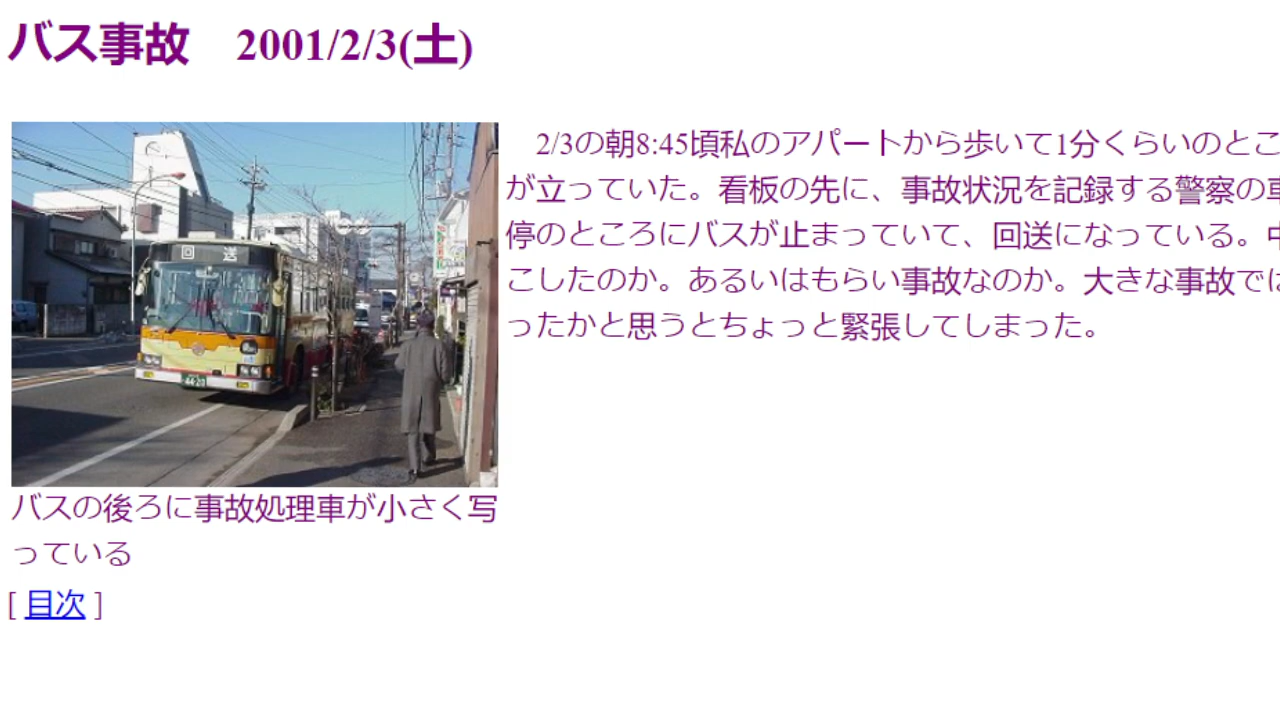 バス事故　2001/2/3(土)
回 送
2/3の朝8:45頃私のアパートから歩いて1分くらいのとこ
が立っていた。看板の先に、事故状況を記録する警察の
停のところにバスが止まっていて、回送になっている。
こしたのか。あるいはもらい事故なのか。大きな事故で
ったかと思うとちょっと緊張してしまった。
バスの後ろに事故処理車が小さく写
っている
[ 目次 ]